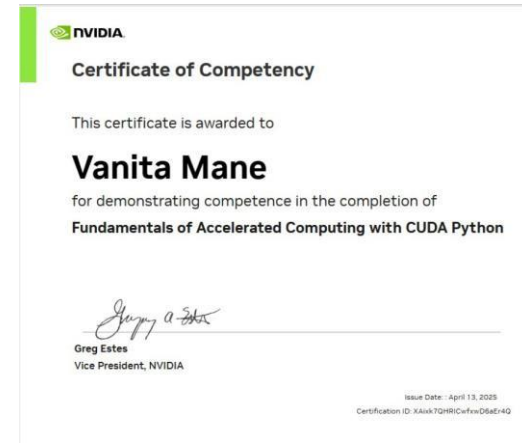 NVIDIA.
Certificate of Competency
This certificate is awarded to
Vanita Mane
for demonstrating competence in the completion of
Fundamentals of Accelerated Computing with CUDA Python
Greg Estes
Vice President, NVIDIA
Issue Date: : April 13, 2025
Certification ID: